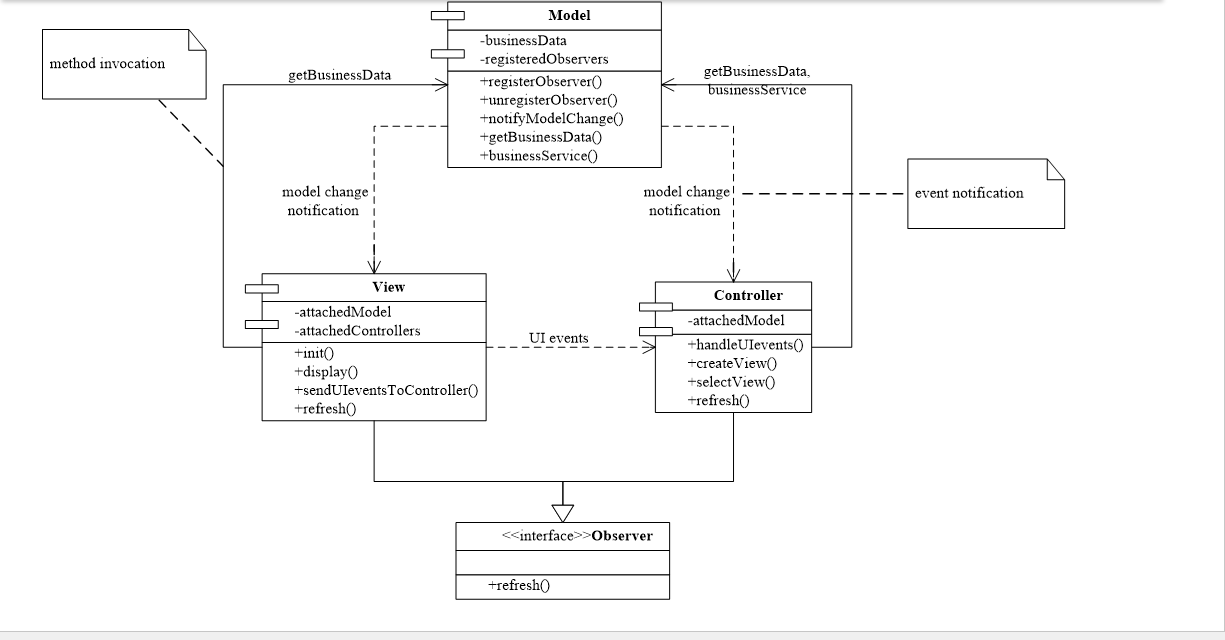 Model
-businessData
-registeredObservers
+registerObserver()
+unregisterObserver()
+notifyModelChange()
+getBusinessData()
+businessService()
method invocation
getBusinessData
getBusinessData,
businessService
model change
notification
model change
notification
event notification
View
-attachedModel
-attachedControllers
+init()
+display()
+sendUIeventsToController()
+refresh()
UI events
Controller
-attachedModel
+handleUIevents()
+createView()
+selectView()
+refresh()
<<interface>>Observer
+refresh()